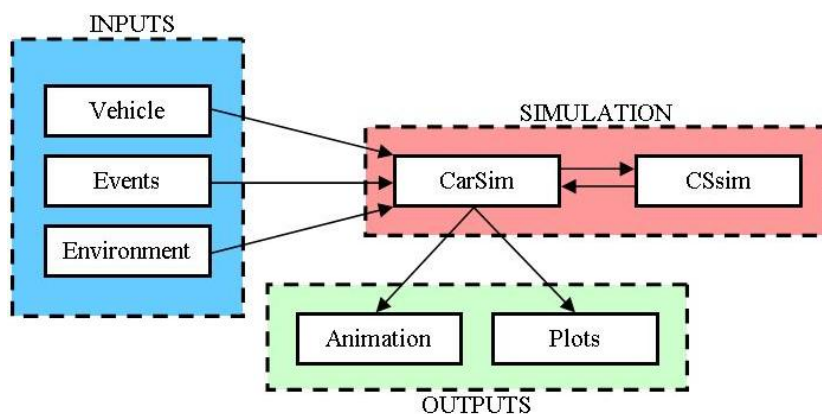 INPUTS
Vehicle
Events
Environment
SIMULATION
CarSim
CSsim
Animation
Plots
OUTPUTS